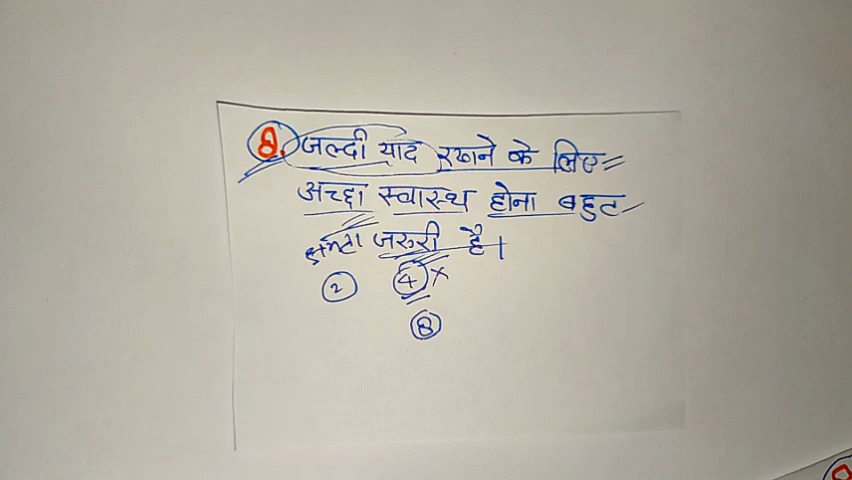 8. जल्दी याद रखने के लिए
अच्छा स्वास्थ होना बहुट
जरुरी है।
2 4 x
8